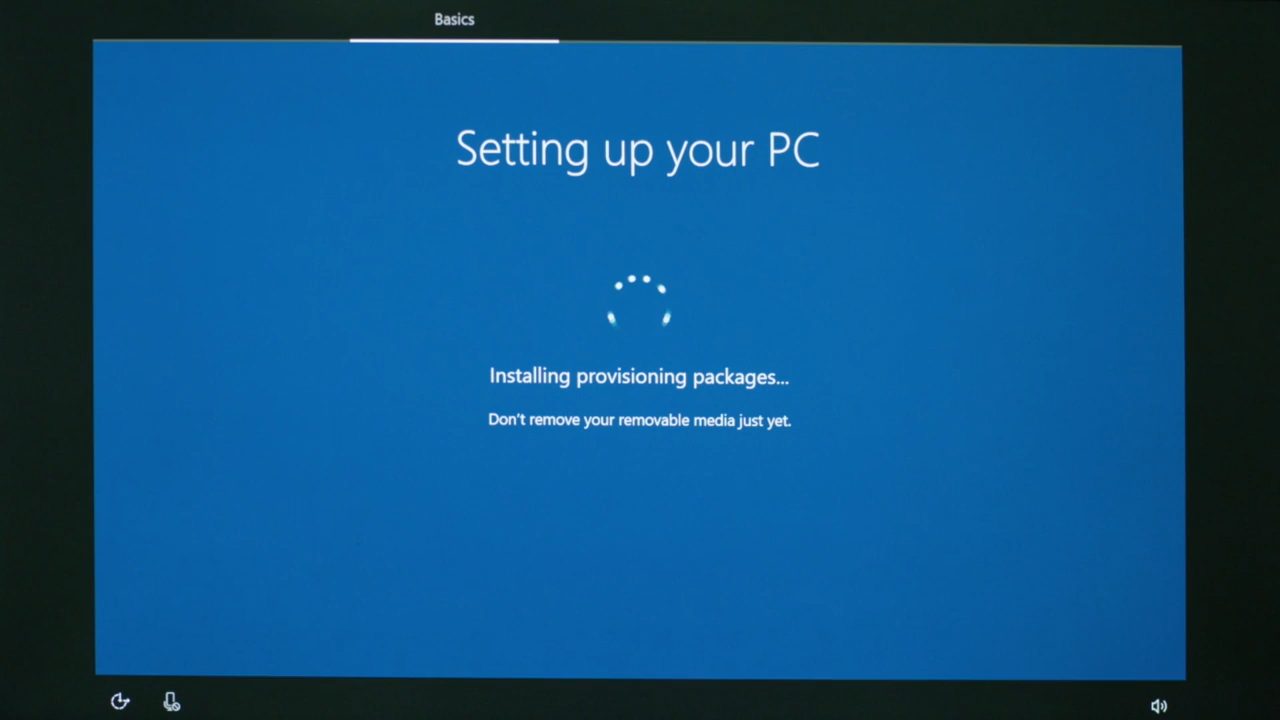 Basics
Setting up your PC
Installing provisioning packages...
Don't remove your removable media just yet.